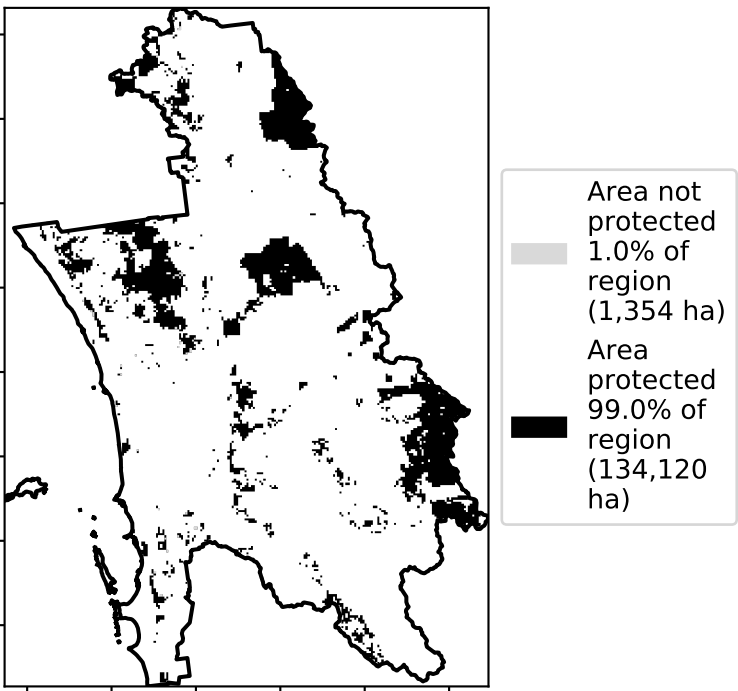 Area not
protected
1.0% of
region
(1,354 ha)
Area
protected
99.0% of
region
(134,120
ha)